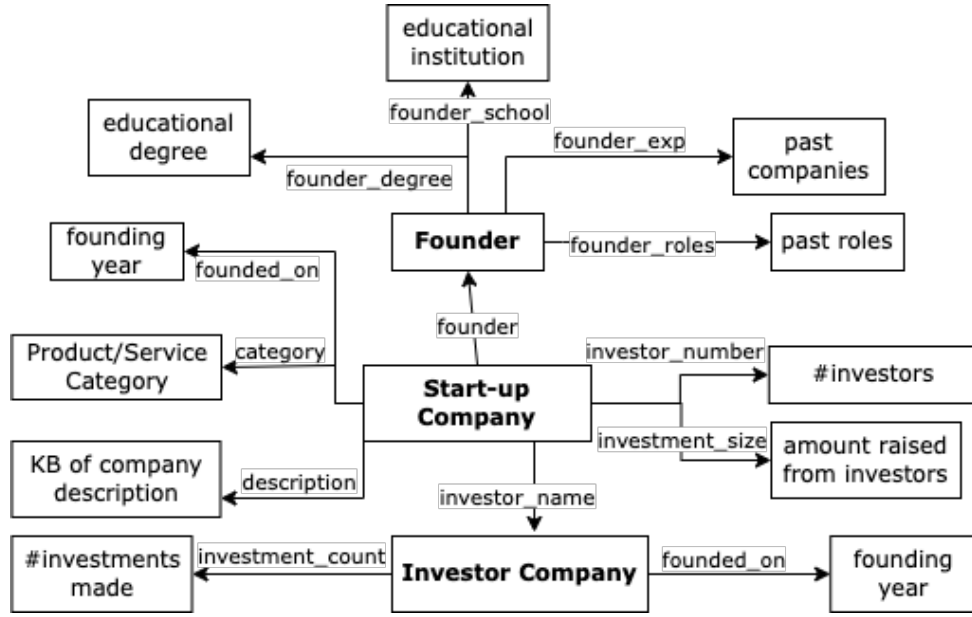 educational
institution
founder_school
educational
degree
founder_degree
founder_exp
past
companies
founding
year
founded_on
Founder
founder_roles
past roles
founder
Product/Service
Category
category
Start-up
Company
investor_number
#investors
investment_size
amount raised
from investors
KB of company
description
description
investor_name
#investments
made
investment_count
Investor Company
founded_on
founding
year